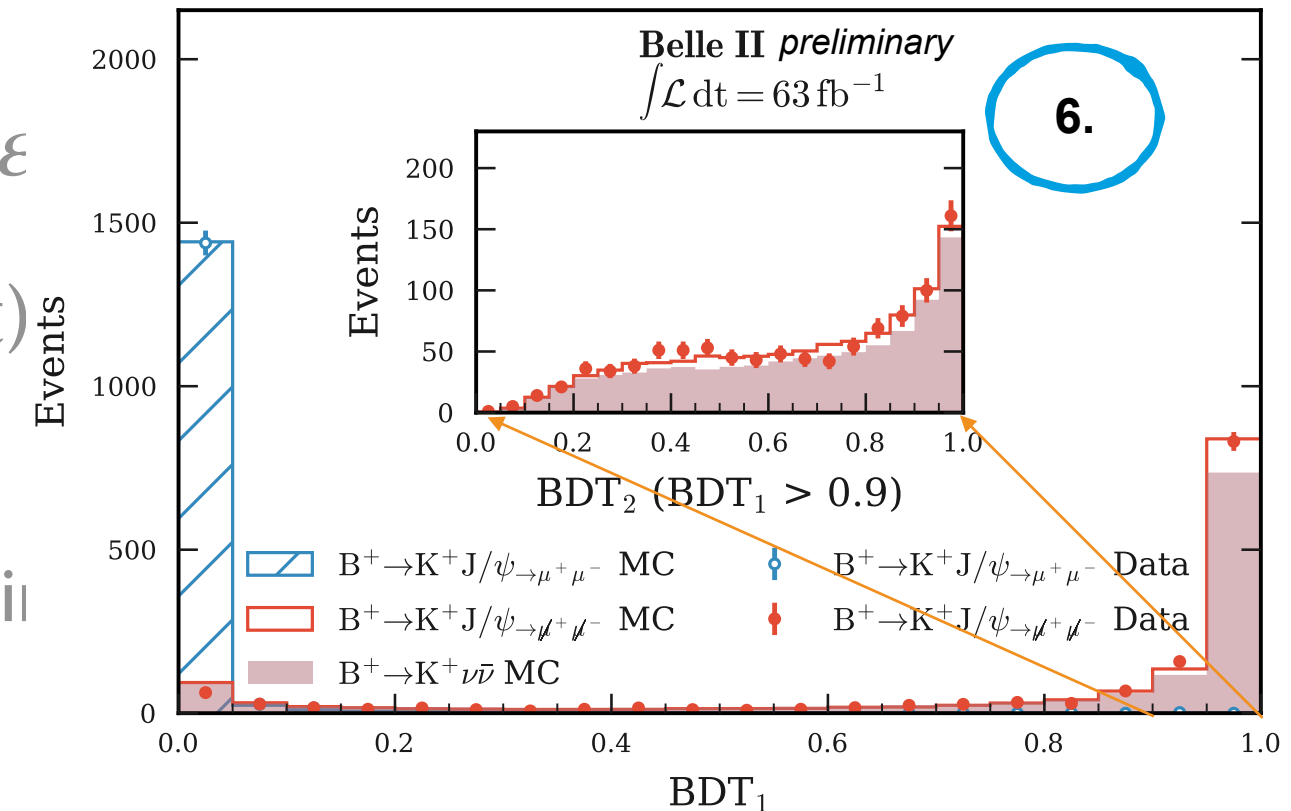 Belle II preliminary
∫ℒ dt = 63 fb⁻¹
6.
ε
t)
Events
2000
1500
1000
500
0
Events
200
150
100
50
0
0.0 0.2 0.4 0.6 0.8 1.0
BDT₂ (BDT₁ > 0.9)
B⁺→K⁺J/ψ→μ⁺μ⁻ MC
B⁺→K⁺J/ψ→μ⁺μ⁻ Data
B⁺→K⁺J/ψ→μ̸⁺μ̸⁻ MC
B⁺→K⁺J/ψ→μ̸⁺μ̸⁻ Data
B⁺→K⁺νν̄ MC
0.0 0.2 0.4 0.6 0.8 1.0
BDT₁